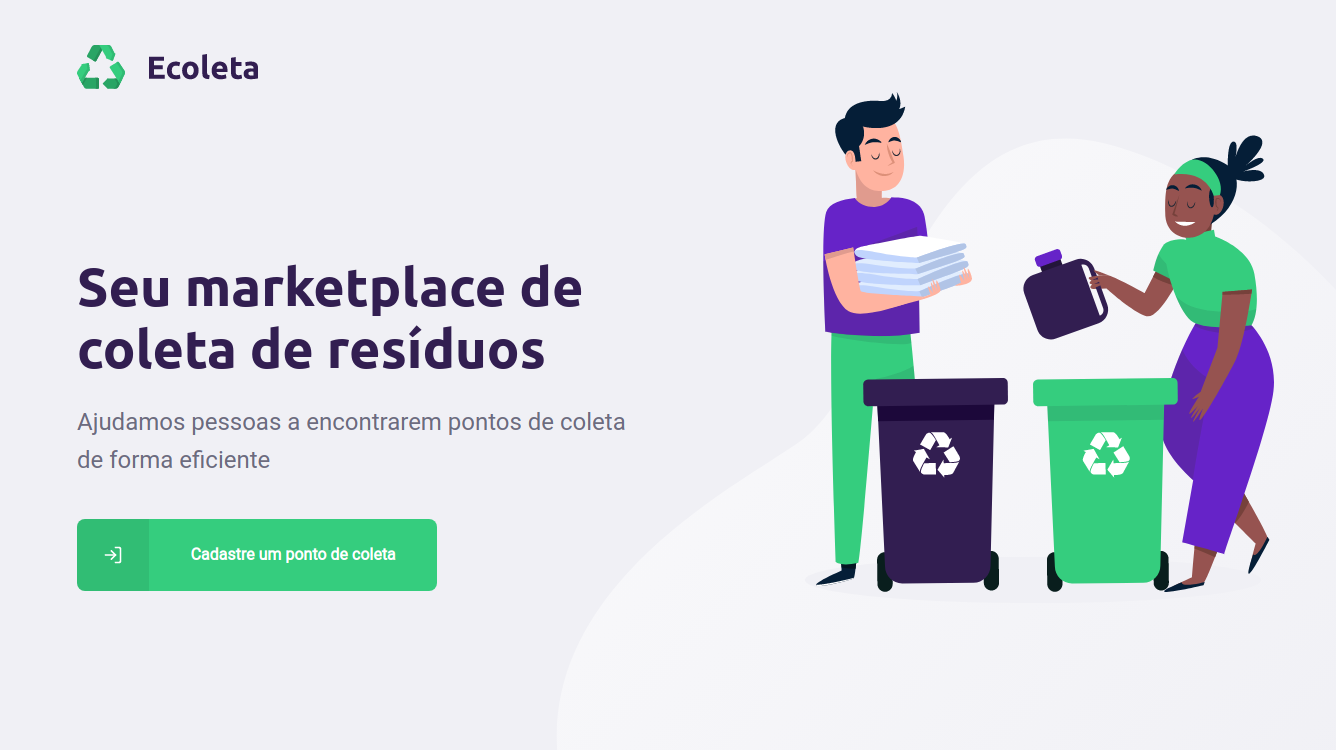 Ecoleta
Seu marketplace de
coleta de resíduos
Ajudamos pessoas a encontrarem pontos de coleta
de forma eficiente
Cadastre um ponto de coleta